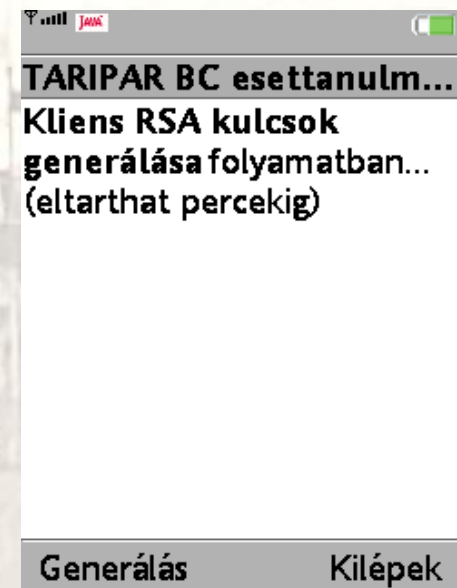 JAVA
TARIPAR BC esettanulm...
Kliens RSA kulcsok
generálása folyamatban...
(eltarthat percekig)
Generálás Kilépek